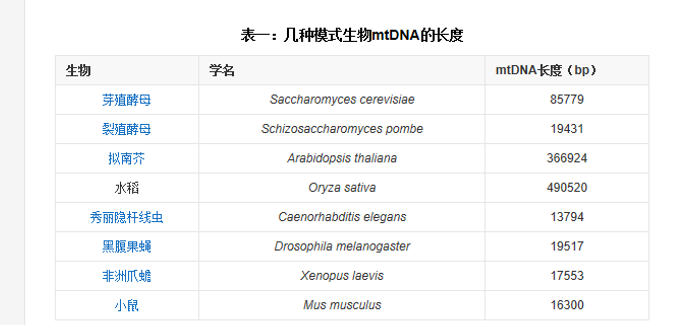 表一：几种模式生物mtDNA的长度
生物 学名 mtDNA长度（bp）
芽殖酵母 Saccharomyces cerevisiae 85779
裂殖酵母 Schizosaccharomyces pombe 19431
拟南芥 Arabidopsis thaliana 366924
水稻 Oryza sativa 490520
秀丽隐杆线虫 Caenorhabditis elegans 13794
黑腹果蝇 Drosophila melanogaster 19517
非洲爪蟾 Xenopus laevis 17553
小鼠 Mus musculus 16300